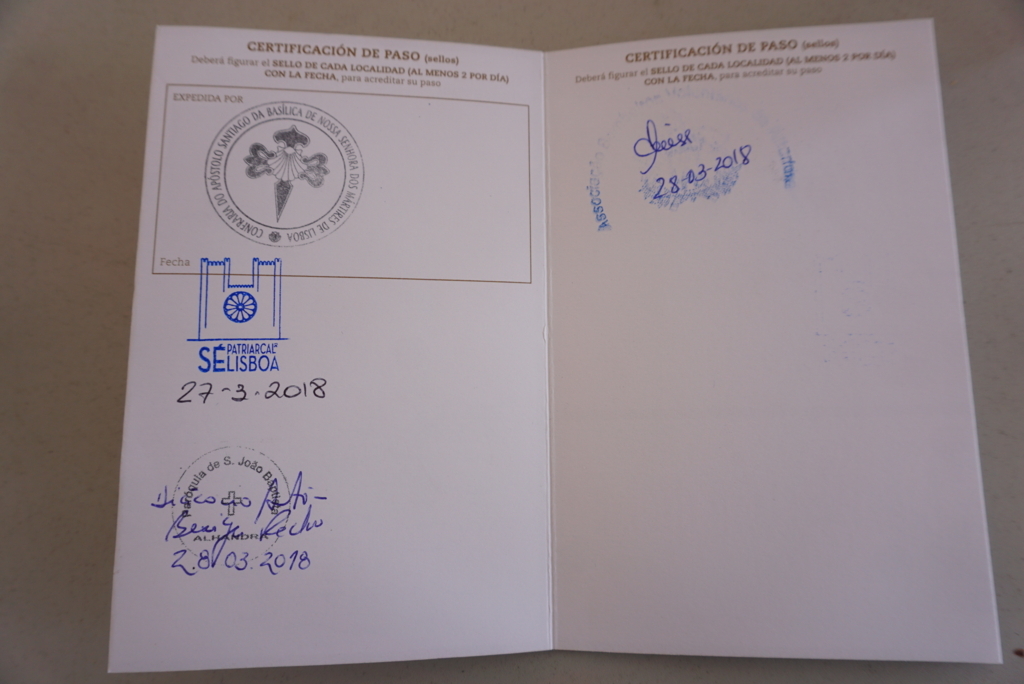 CERTIFICACIÓN DE PASO (sellos)
Deberá figurar el SELLO DE CADA LOCALIDAD (AL MENOS 2 POR DÍA)
CON LA FECHA, para acreditar su paso
EXPEDIDA POR
CONFRARIA DO APÓSTOLO SANTIAGO DA BASÍLICA DE NOSSA SENHORA DOS MÁRTIRES DE LISBOA
Fecha
SÉ PATRIARCAL
LISBOA
27-3-2018
Paróquia de S. João Baptista
ALHANDRA
28.03.2018
CERTIFICACIÓN DE PASO (sellos)
Deberá figurar el SELLO DE CADA LOCALIDAD (AL MENOS 2 POR DÍA)
CON LA FECHA, para acreditar su paso
Associação
28-03-2018